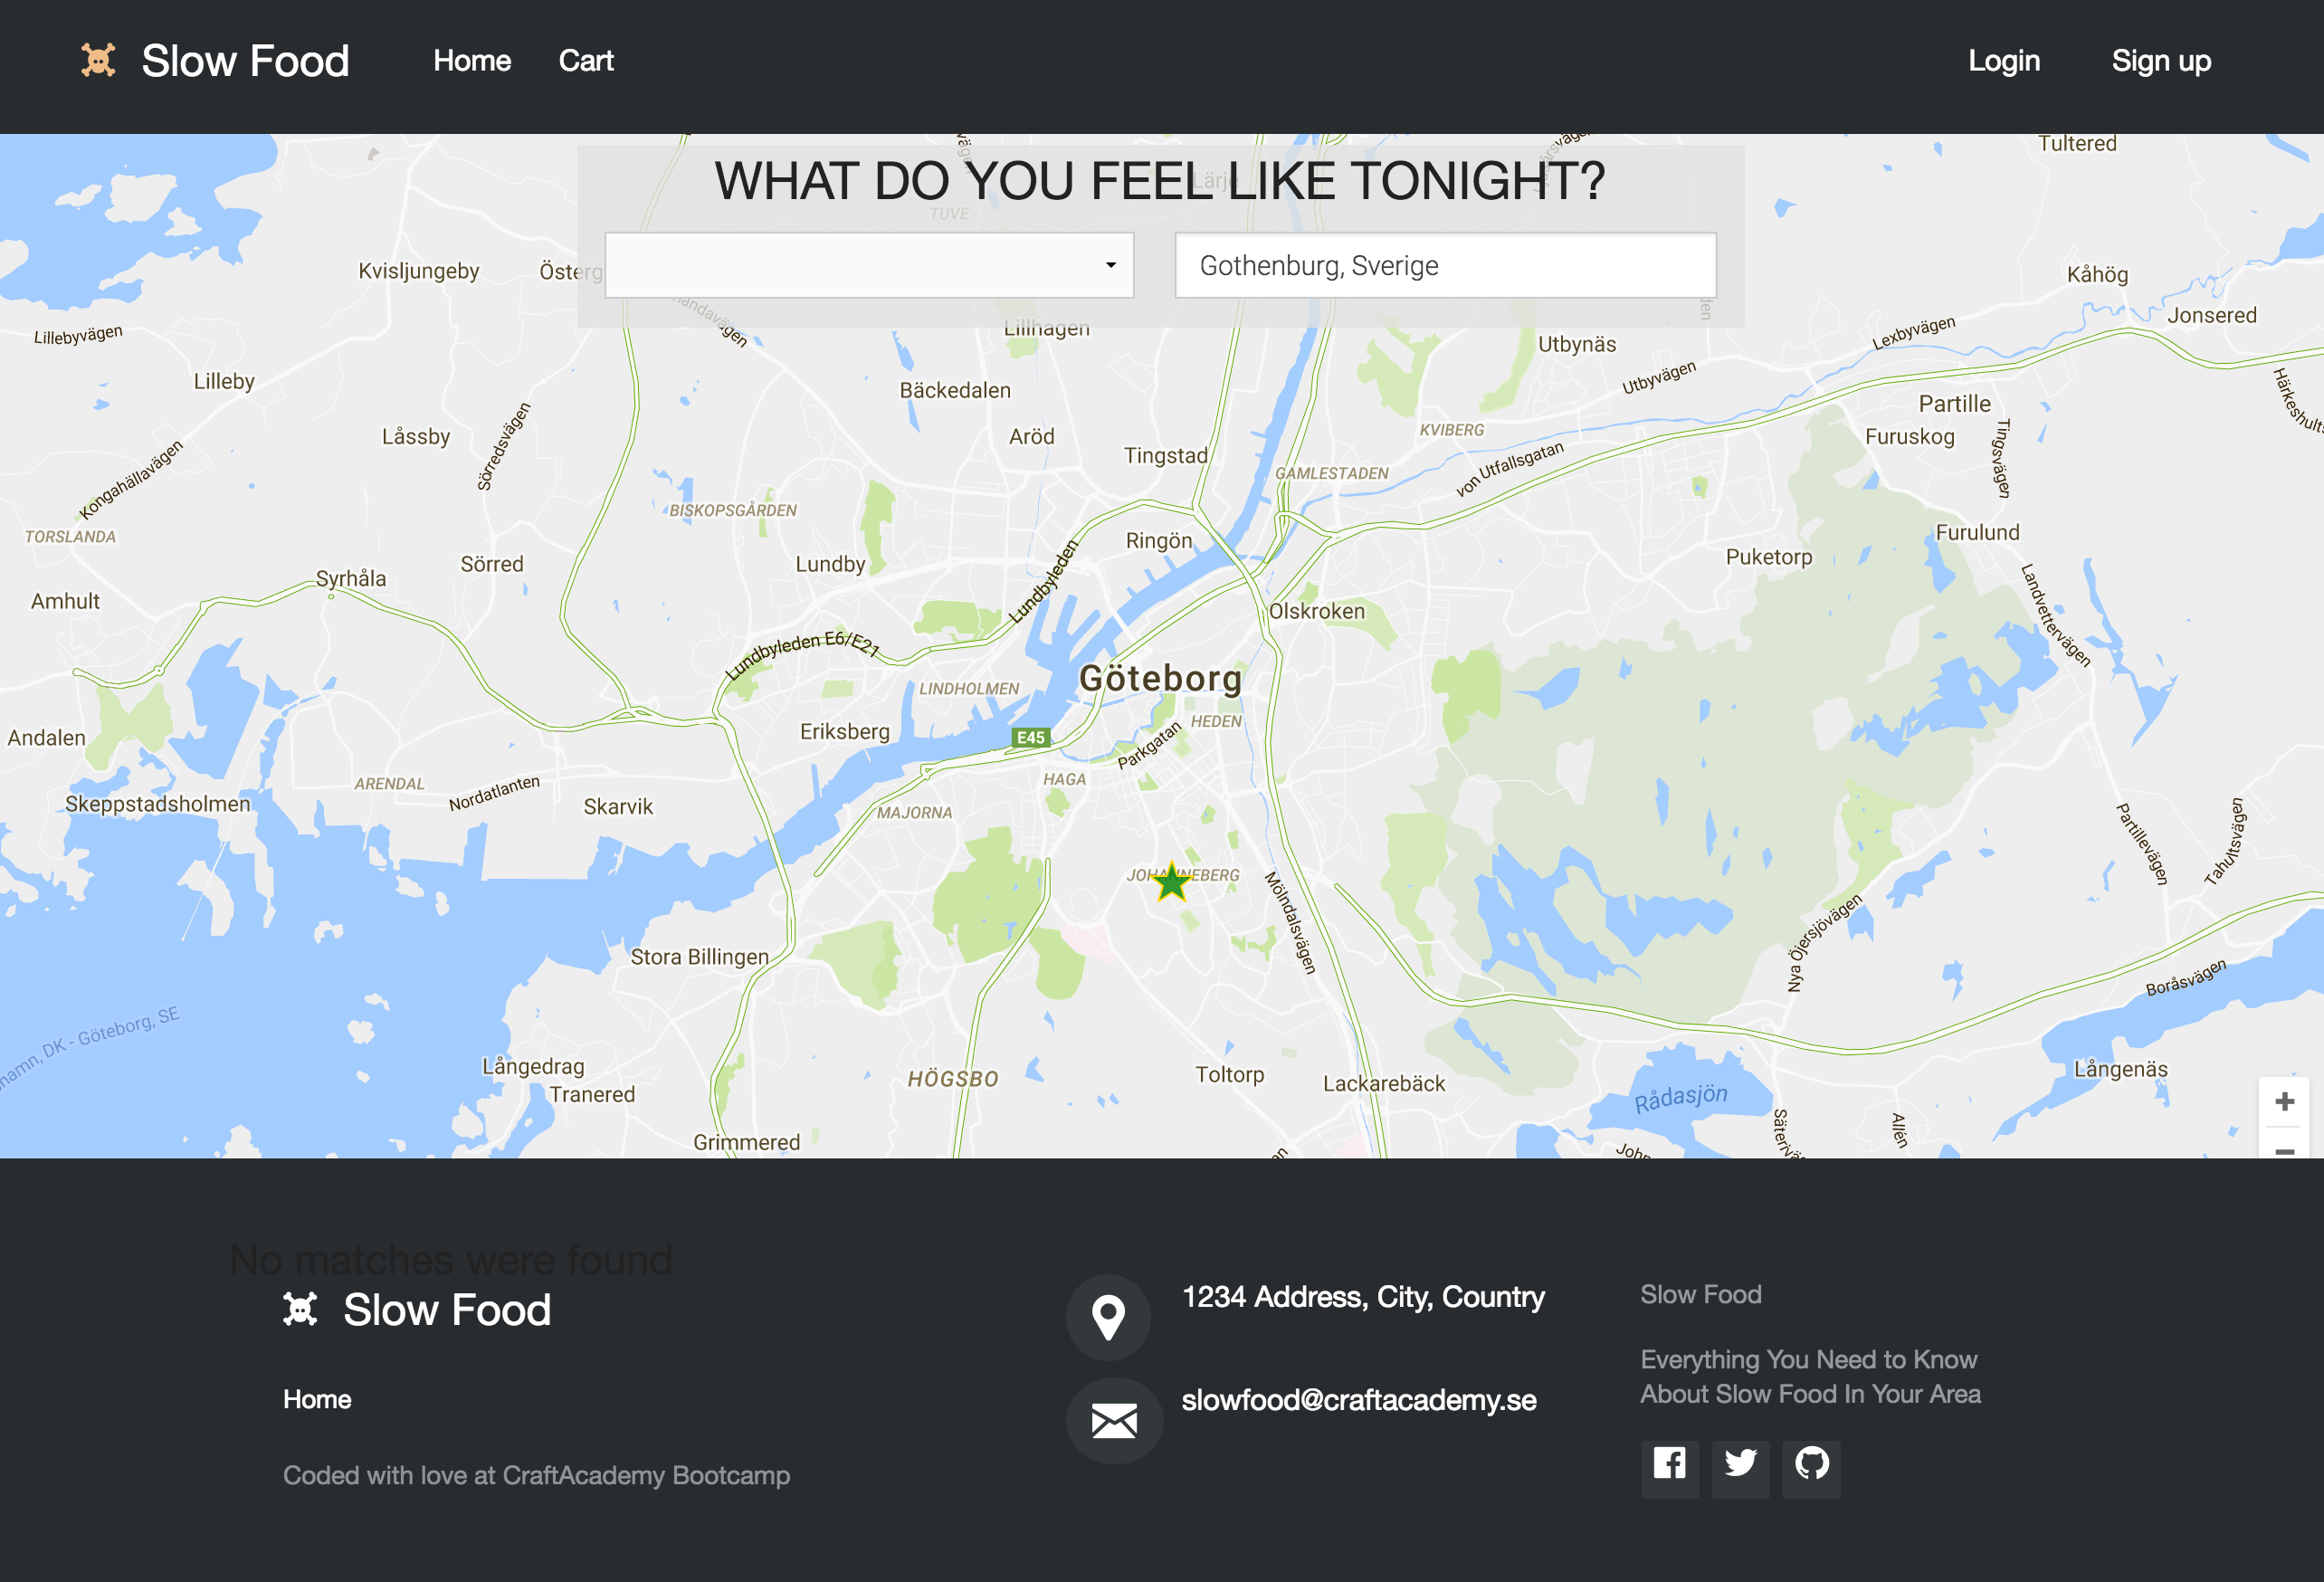 Slow Food Home Cart Login Sign up
Tultered
WHAT DO YOU FEEL LIKE TONIGHT?
Lärje
TUVE
Kvisljungeby
Österg
Gothenburg, Sverige
Kåhög
Jonsered
Lillhagen
Lillebyvägen
Lexbyvägen
Utbynäs
Utbyvägen
Lilleby
Bäckedalen
Partille
Låssby
Sörredsvägen
Aröd
KVIBERG
Furuskog
Tingsvägen
Tingstad
Kongahällavägen
GAMLESTADEN
von Utfallsgatan
BISKOPSGÅRDEN
TORSLANDA
Ringön
Furulund
Sörred
Lundby
Lundbyleden
Puketorp
Syrhåla
Amhult
Olskroken
Landvettervägen
Lundbyleden E6/E21
Göteborg
LINDHOLMEN
Andalen
Eriksberg
HEDEN
E45
Parkgatan
ARENDAL
Nordatlanten
HAGA
Skeppstadsholmen
Skarvik
MAJORNA
Partillevägen
Tahultsvägen
JOHANNEBERG
Mölndalsvägen
Stora Billingen
Nya Öjersjövägen
Boråsvägen
hamn, DK - Göteborg, SE
Långedrag
HÖGSBO
Toltorp
Lackarebäck
Långenäs
Tranered
Rådasjön
Allén
Grimmered
No matches were found
Slow Food
1234 Address, City, Country
Slow Food
Everything You Need to Know
About Slow Food In Your Area
Home
slowfood@craftacademy.se
Coded with love at CraftAcademy Bootcamp